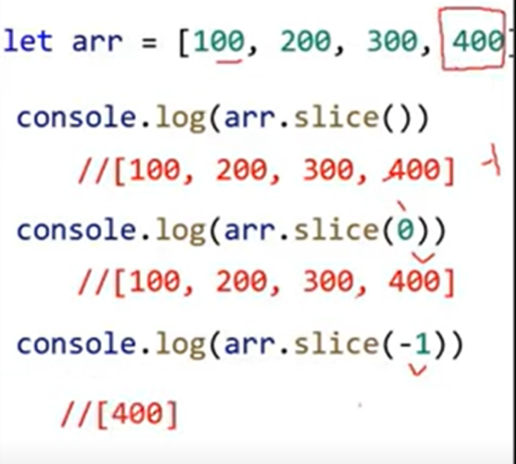 let arr = [100, 200, 300, 400]
console.log(arr.slice())
//[100, 200, 300, 400]
console.log(arr.slice(0))
//[100, 200, 300, 400]
console.log(arr.slice(-1))
//[400]